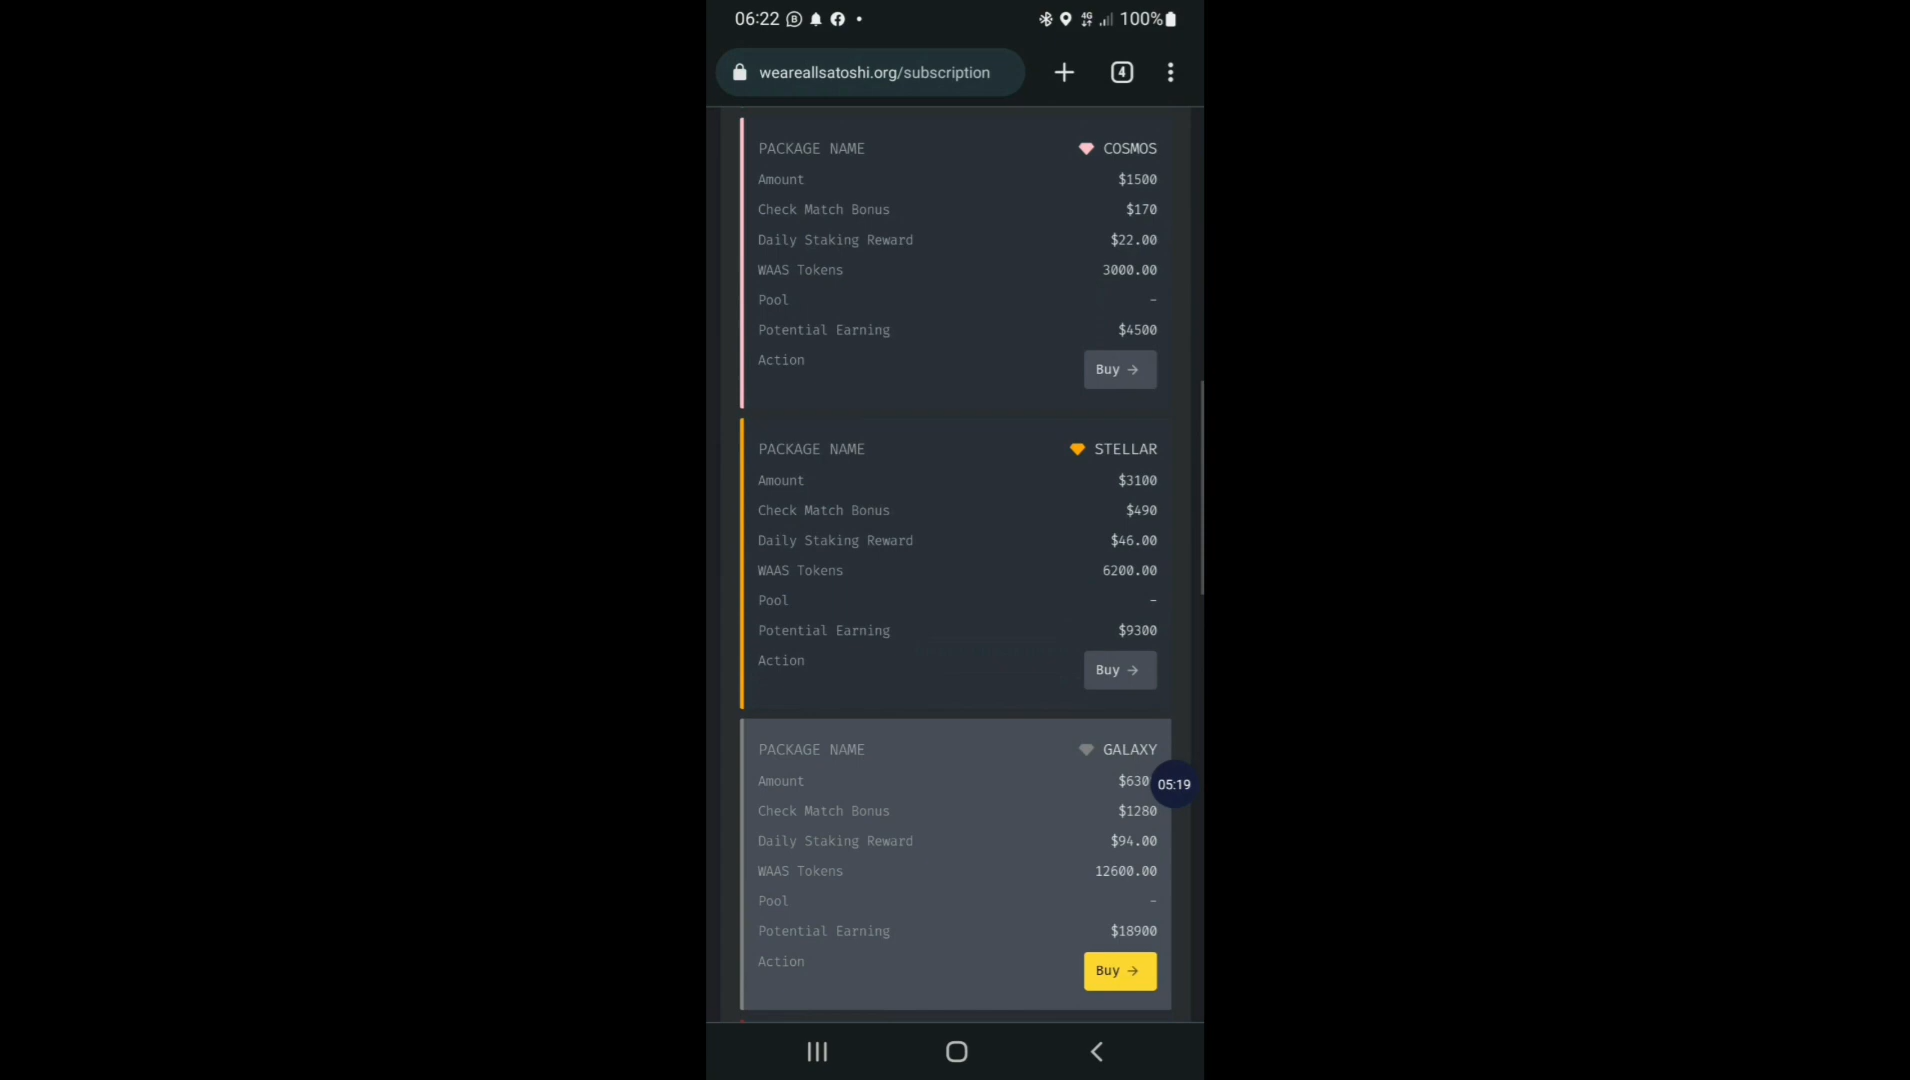 06:22 100%
weareallsatoshi.org/subscription 4
PACKAGE NAME COSMOS
Amount $1500
Check Match Bonus $170
Daily Staking Reward $22.00
WAAS Tokens 3000.00
Pool -
Potential Earning $4500
Action Buy →
PACKAGE NAME STELLAR
Amount $3100
Check Match Bonus $490
Daily Staking Reward $46.00
WAAS Tokens 6200.00
Pool -
Potential Earning $9300
Action Buy →
PACKAGE NAME GALAXY
Amount $630
05:19
Check Match Bonus $1280
Daily Staking Reward $94.00
WAAS Tokens 12600.00
Pool -
Potential Earning $18900
Action Buy →